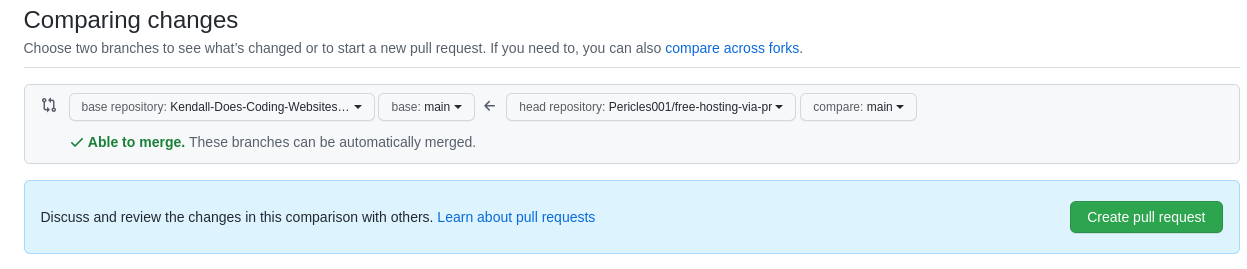 Comparing changes
Choose two branches to see what's changed or to start a new pull request. If you need to, you can also compare across forks.
base repository: Kendall-Does-Coding-Websites… base: main head repository: Pericles001/free-hosting-via-pr compare: main
Able to merge. These branches can be automatically merged.
Discuss and review the changes in this comparison with others. Learn about pull requests Create pull request